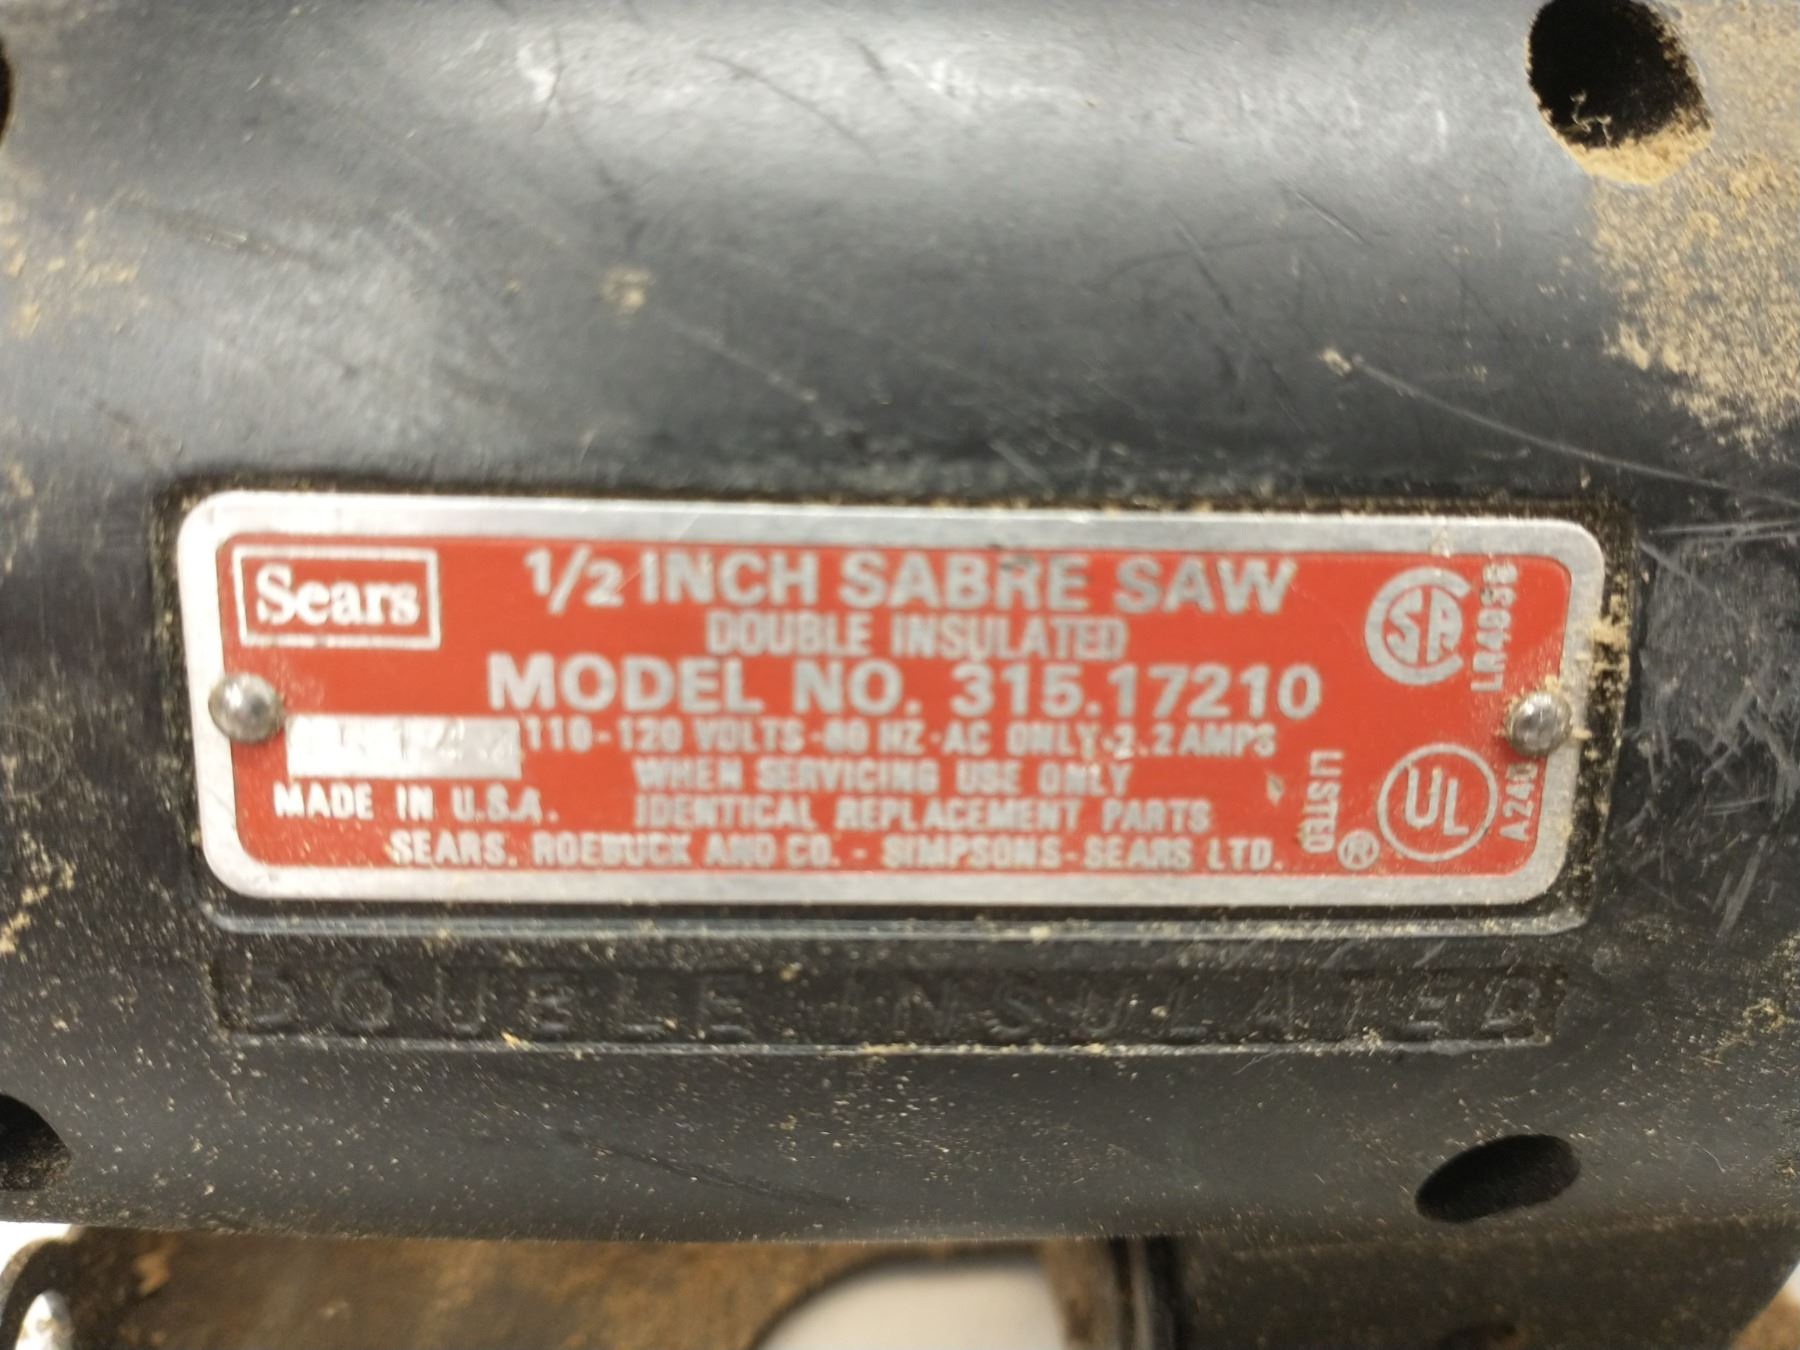 Sears
1/2 INCH SABRE SAW
DOUBLE INSULATED
MODEL NO. 315.17210
110-120 VOLTS-60 HZ-AC ONLY-2.2 AMPS
WHEN SERVICING USE ONLY
MADE IN U.S.A. IDENTICAL REPLACEMENT PARTS
SEARS, ROEBUCK AND CO. - SIMPSONS-SEARS LTD.
LISTED
®
UL
DOUBLE INSULATED